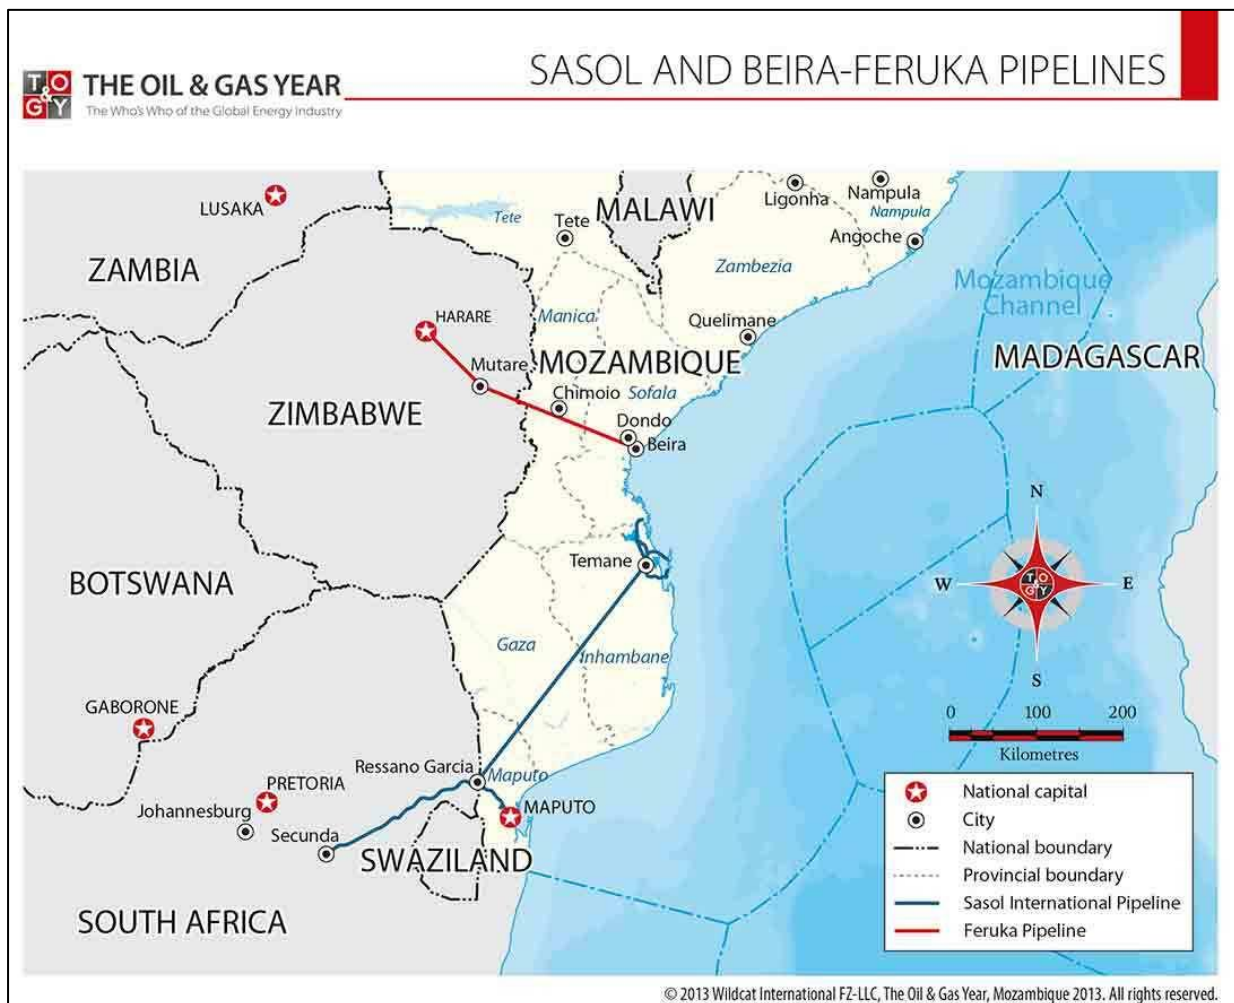 SASOL AND BEIRA-FERUKA PIPELINES
TO&GY
THE OIL & GAS YEAR
The Who's Who of the Global Energy Industry
LUSAKA
ZAMBIA
MALAWI
Ligonha
Nampula
Nampula
Tete
Tete
Angoche
Zambezia
Mozambique
Channel
HARARE
Manica
Quelimane
MOZAMBIQUE
MADAGASCAR
Mutare
ZIMBABWE
Chimoio
Sofala
Dondo
Beira
N
W
TO&GY
E
S
Temane
BOTSWANA
Gaza
Inhambane
GABORONE
0 100 200
Kilometres
Ressano Garcia
Maputo
PRETORIA
Johannesburg
MAPUTO
Secunda
SWAZILAND
SOUTH AFRICA
National capital
City
National boundary
Provincial boundary
Sasol International Pipeline
Feruka Pipeline
© 2013 Wildcat International FZ-LLC, The Oil & Gas Year, Mozambique 2013. All rights reserved.